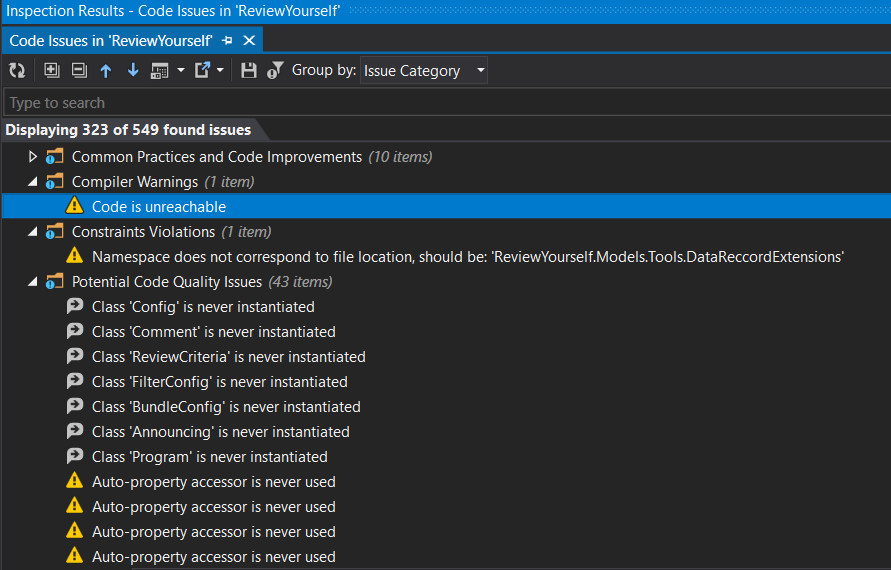 Inspection Results - Code Issues in 'ReviewYourself'
Code Issues in 'ReviewYourself'
Group by: Issue Category
Type to search
Displaying 323 of 549 found issues
Common Practices and Code Improvements (10 items)
Compiler Warnings (1 item)
Code is unreachable
Constraints Violations (1 item)
Namespace does not correspond to file location, should be: 'ReviewYourself.Models.Tools.DataReccordExtensions'
Potential Code Quality Issues (43 items)
Class 'Config' is never instantiated
Class 'Comment' is never instantiated
Class 'ReviewCriteria' is never instantiated
Class 'FilterConfig' is never instantiated
Class 'BundleConfig' is never instantiated
Class 'Announcing' is never instantiated
Class 'Program' is never instantiated
Auto-property accessor is never used
Auto-property accessor is never used
Auto-property accessor is never used
Auto-property accessor is never used